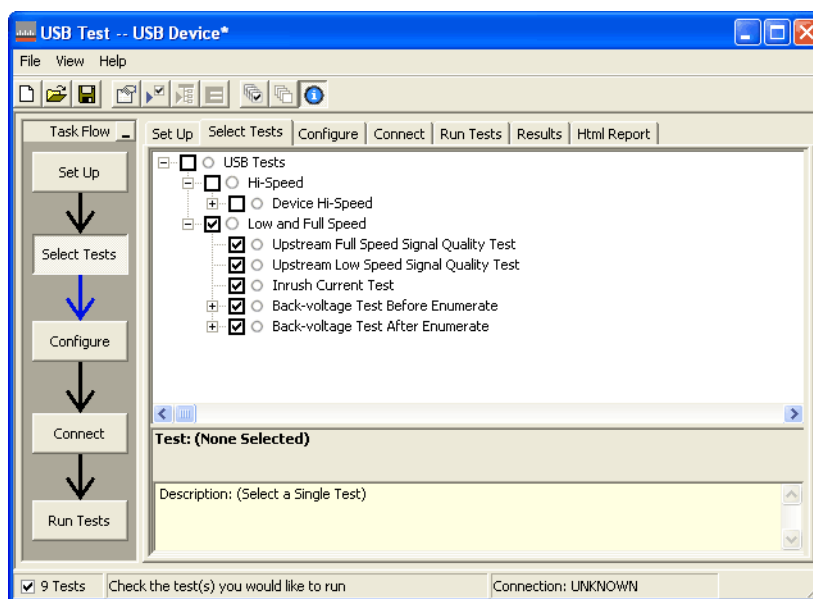 USB Test -- USB Device*
File View Help
Task Flow
Set Up Select Tests Configure Connect Run Tests Results Html Report
Set Up
Select Tests
Configure
Connect
Run Tests
USB Tests
Hi-Speed
Device Hi-Speed
Low and Full Speed
Upstream Full Speed Signal Quality Test
Upstream Low Speed Signal Quality Test
Inrush Current Test
Back-voltage Test Before Enumerate
Back-voltage Test After Enumerate
Test: (None Selected)
Description: (Select a Single Test)
9 Tests Check the test(s) you would like to run Connection: UNKNOWN